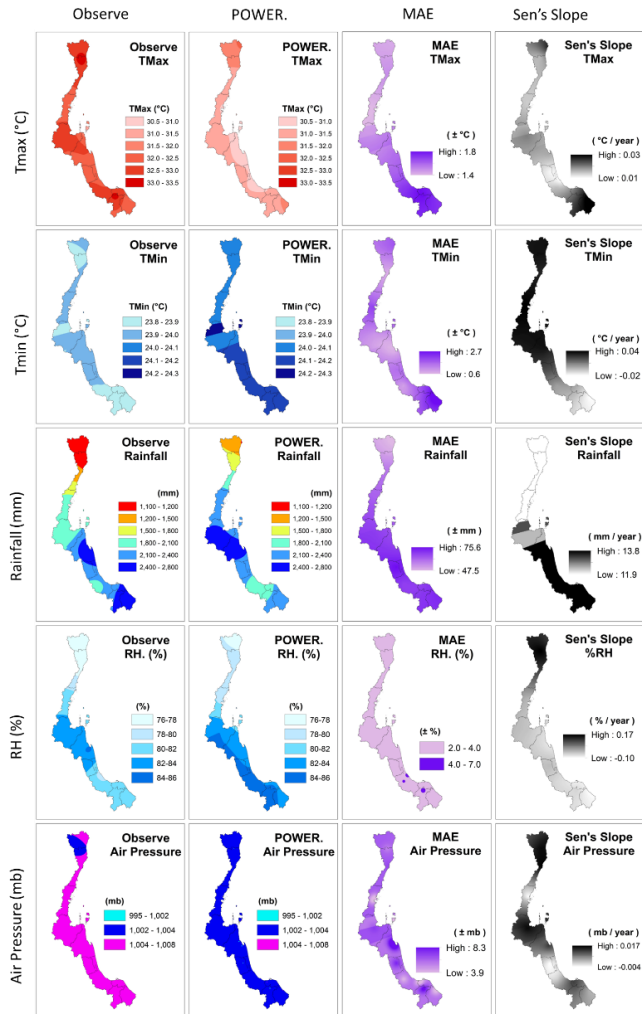 Observe POWER. MAE Sen's Slope
Tmax (°C)
Observe
TMax
TMax (°C)
30.5 - 31.0
31.0 - 31.5
31.5 - 32.0
32.0 - 32.5
32.5 - 33.0
33.0 - 33.5
POWER.
TMax
TMax (°C)
30.5 - 31.0
31.0 - 31.5
31.5 - 32.0
32.0 - 32.5
32.5 - 33.0
33.0 - 33.5
MAE
TMax
(± °C)
High : 1.8
Low : 1.4
Sen's Slope
TMax
(°C / year)
High : 0.03
Low : 0.01
Tmin (°C)
Observe
TMin
TMin (°C)
23.8 - 23.9
23.9 - 24.0
24.0 - 24.1
24.1 - 24.2
24.2 - 24.3
POWER.
TMin
TMin (°C)
23.8 - 23.9
23.9 - 24.0
24.0 - 24.1
24.1 - 24.2
24.2 - 24.3
MAE
TMin
(± °C)
High : 2.7
Low : 0.6
Sen's Slope
TMin
(°C / year)
High : 0.04
Low : -0.02
Rainfall (mm)
Observe
Rainfall
(mm)
1,100 - 1,200
1,200 - 1,500
1,500 - 1,800
1,800 - 2,100
2,100 - 2,400
2,400 - 2,800
POWER.
Rainfall
(mm)
1,100 - 1,200
1,200 - 1,500
1,500 - 1,600
1,800 - 2,100
2,100 - 2,400
2,400 - 2,800
MAE
Rainfall
(± mm)
High : 75.6
Low : 47.5
Sen's Slope
Rainfall
(mm / year)
High : 13.8
Low : 11.9
RH (%)
Observe
RH. (%)
(%)
76-78
78-80
80-82
82-84
84-86
POWER.
RH. (%)
(%)
76-78
78-80
80-82
82-84
84-86
MAE
RH. (%)
(± %)
2.0 - 4.0
4.0 - 7.0
Sen's Slope
%RH
(% / year)
High : 0.17
Low : -0.10
Air Pressure (mb)
Observe
Air Pressure
(mb)
995 - 1,002
1,002 - 1,004
1,004 - 1,008
POWER.
Air Pressure
(mb)
995 - 1,002
1,002 - 1,004
1,004 - 1,008
MAE
Air Pressure
(± mb)
High : 8.3
Low : 3.9
Sen's Slope
Air Pressure
(mb / year)
High : 0.017
Low : -0.004